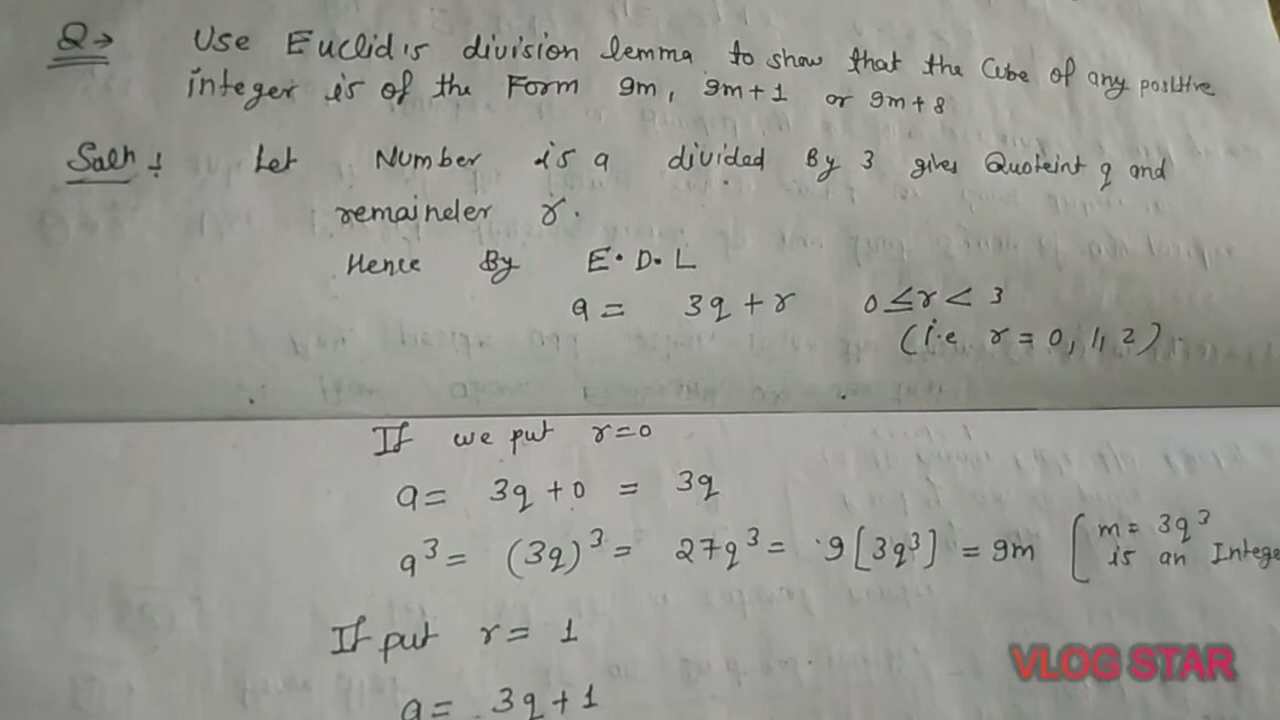 Q→ Use Euclid's division lemma to show that the Cube of any positive
integer is of the Form 9m, 9m+1 or 9m+8
Soln: Let Number is a divided By 3 gives Quoteint q and
remainder r.
Hence By E.D.L
a = 3q + r 0 ≤ r < 3
(i.e. r = 0, 1, 2).
If we put r=0
a = 3q + 0 = 3q
a³ = (3q)³ = 27q³ = 9[3q³] = 9m [m = 3q³
is an Intege
If put r = 1
a = 3q + 1
VLOG STAR